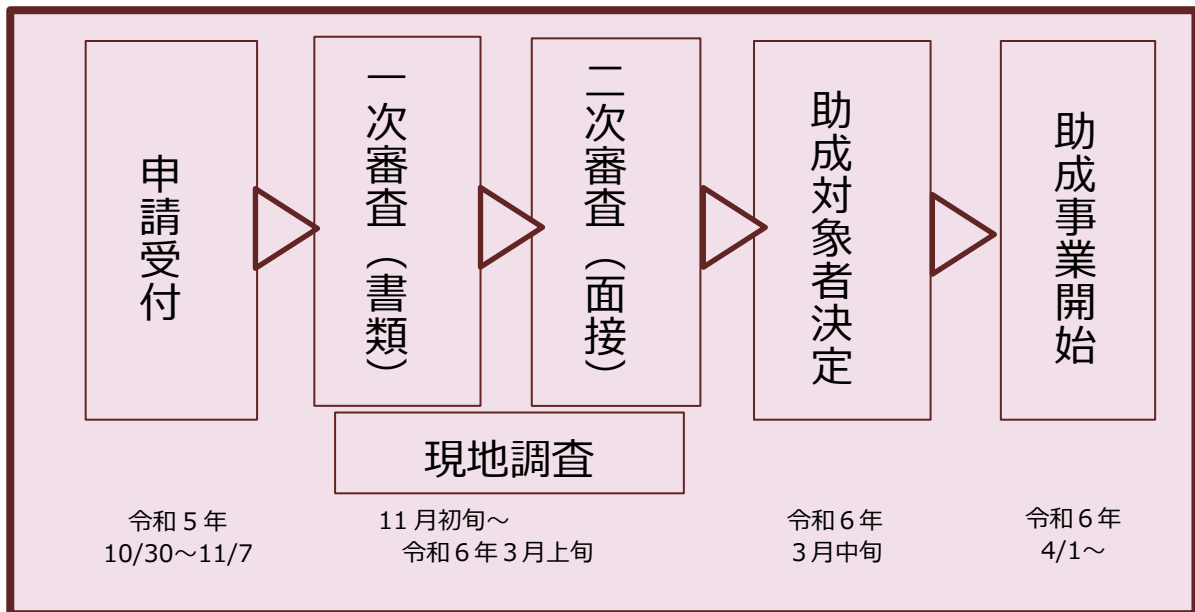 申請受付
一次審査（書類）
二次審査（面接）
助成対象者決定
助成事業開始
現地調査
令和５年
10/30～11/7
11月初旬～
令和６年３月上旬
令和６年
３月中旬
令和６年
4/1～